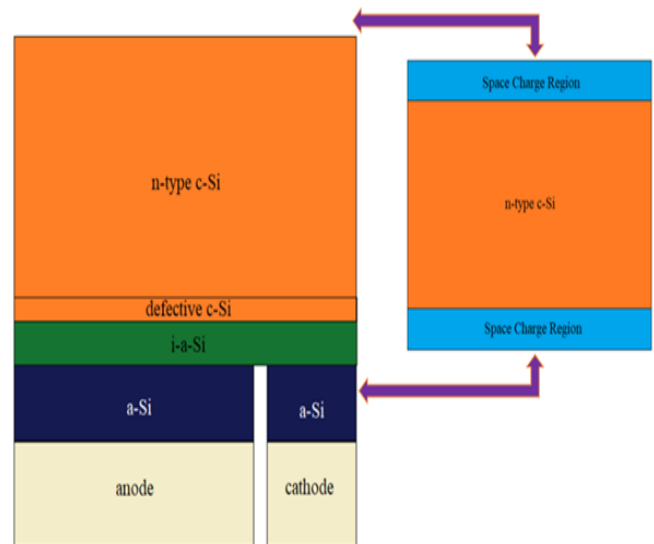 n-type c-Si
defective c-Si
i-a-Si
a-Si
a-Si
anode
cathode
Space Charge Region
n-type c-Si
Space Charge Region